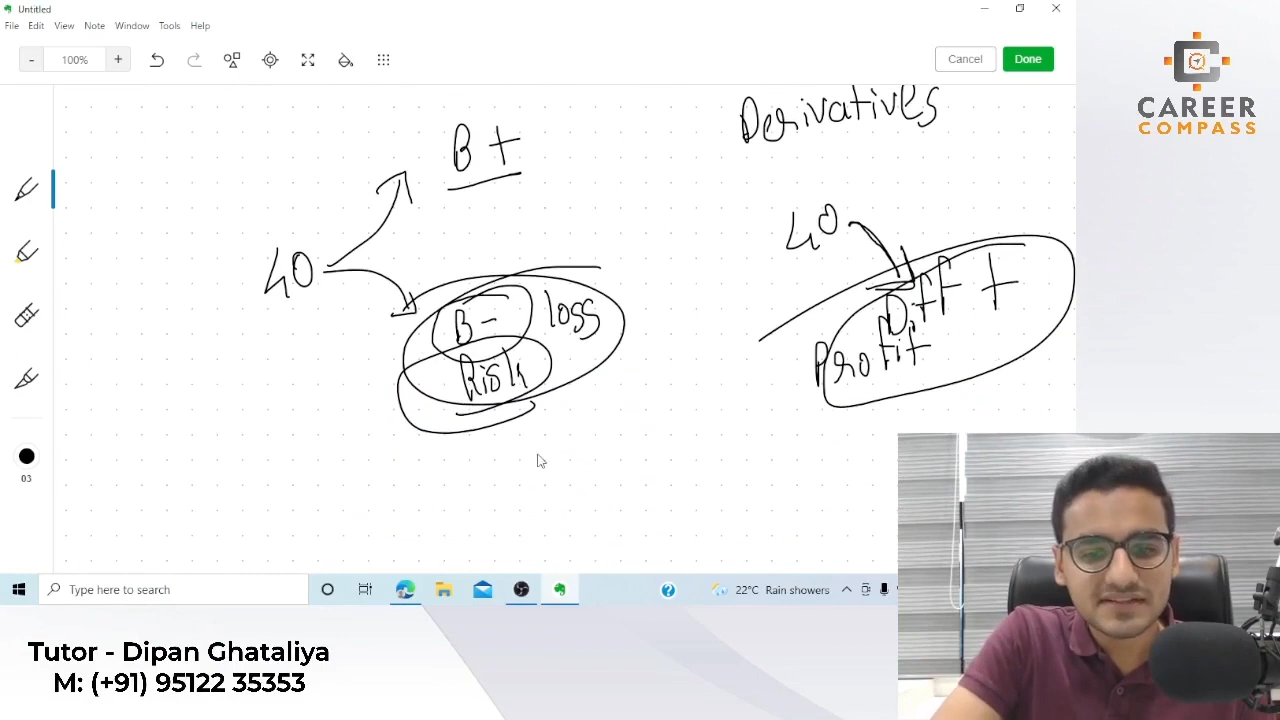 Untitled
File Edit View Note Window Tools Help
- 100% +
Cancel Done
CAREER
COMPASS
Derivatives
B +
40
40
B - loss
Risk
Diff +
Profit
03
Type here to search
22°C Rain showers
Tutor - Dipan Ghataliya
M: (+91) 95122 35353